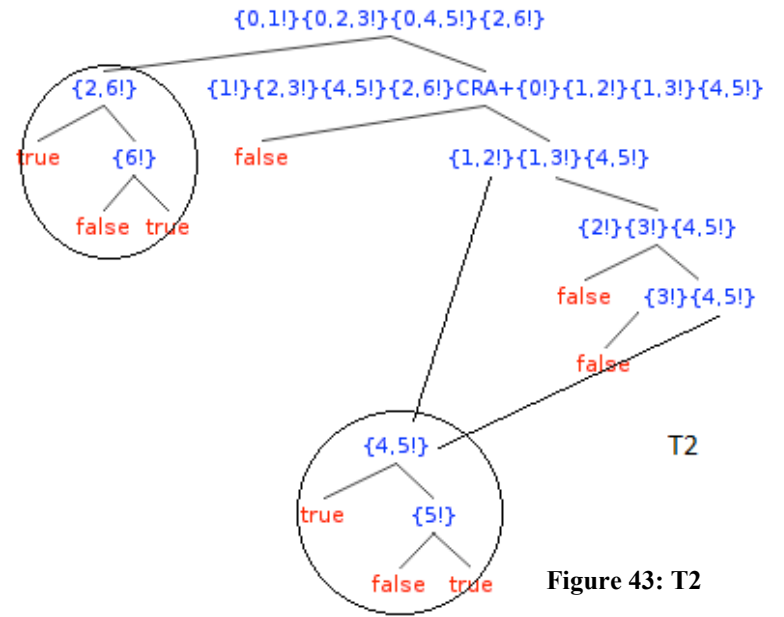 {0,1!}{0,2,3!}{0,4,5!}{2,6!}
{2,6!} {1!}{2,3!}{4,5!}{2,6!}CRA+{0!}{1,2!}{1,3!}{4,5!}
true {6!} false {1,2!}{1,3!}{4,5!}
false true {2!}{3!}{4,5!}
false {3!}{4,5!}
false
{4,5!} T2
true {5!}
false true Figure 43: T2